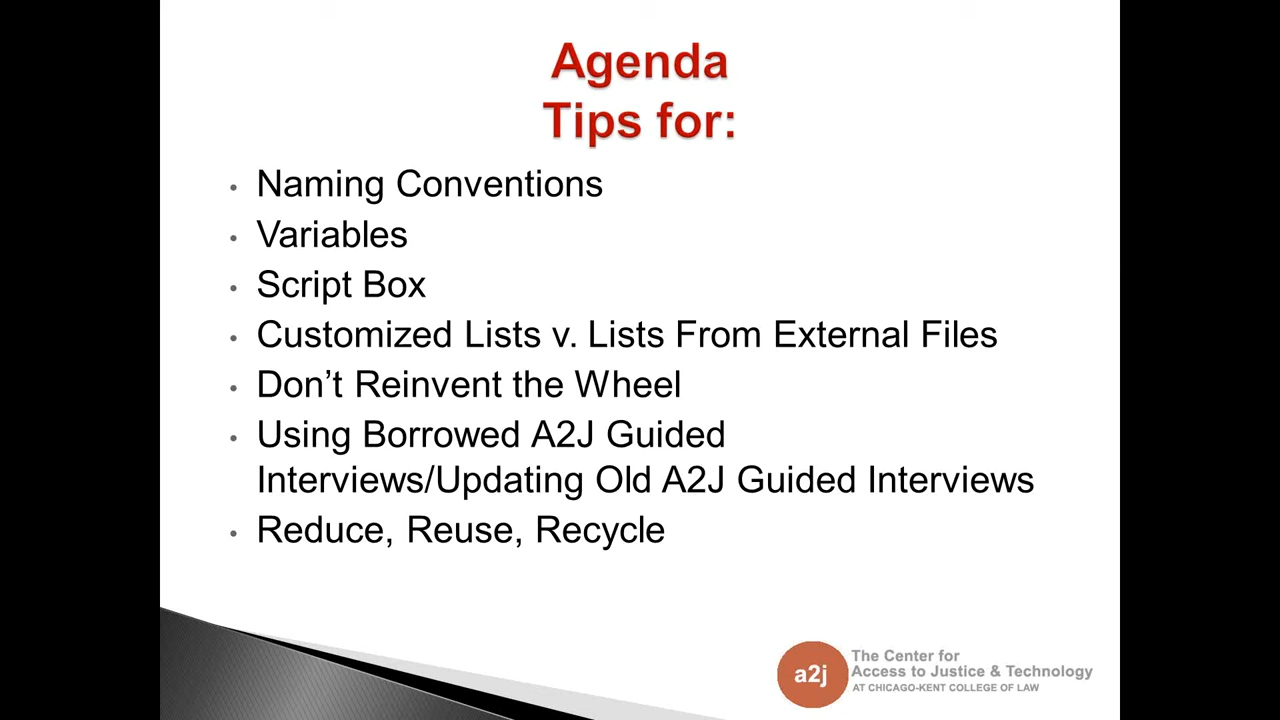 Agenda
Tips for:
• Naming Conventions
• Variables
• Script Box
• Customized Lists v. Lists From External Files
• Don’t Reinvent the Wheel
• Using Borrowed A2J Guided
Interviews/Updating Old A2J Guided Interviews
• Reduce, Reuse, Recycle
a2j
The Center for
Access to Justice & Technology
AT CHICAGO-KENT COLLEGE OF LAW